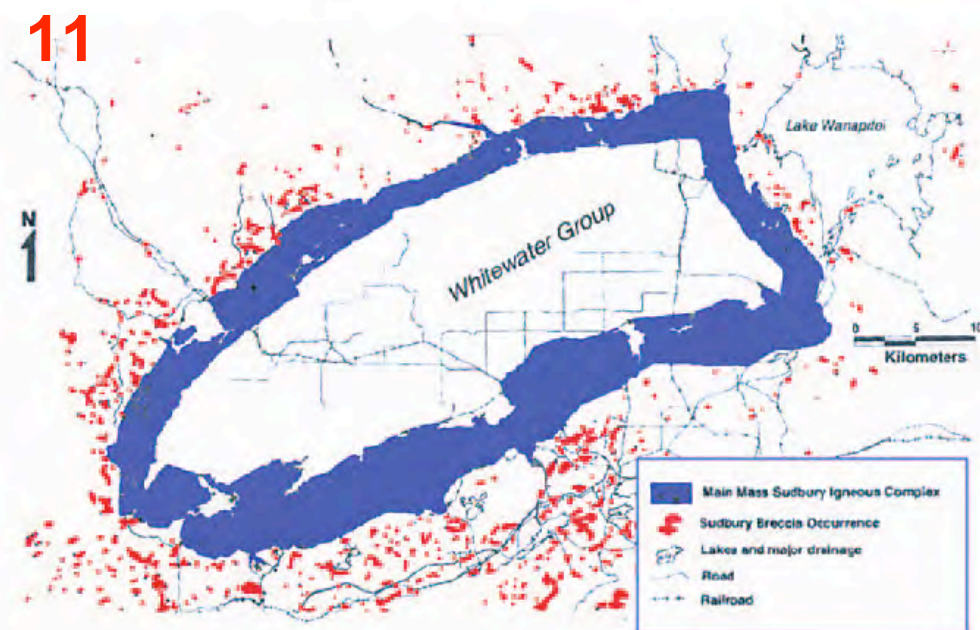 11
Lake Wanapitei
N
Whitewater Group
0 5 10
Kilometers
Main Mass Sudbury Igneous Complex
Sudbury Breccia Occurrence
Lakes and major drainage
Road
Railroad